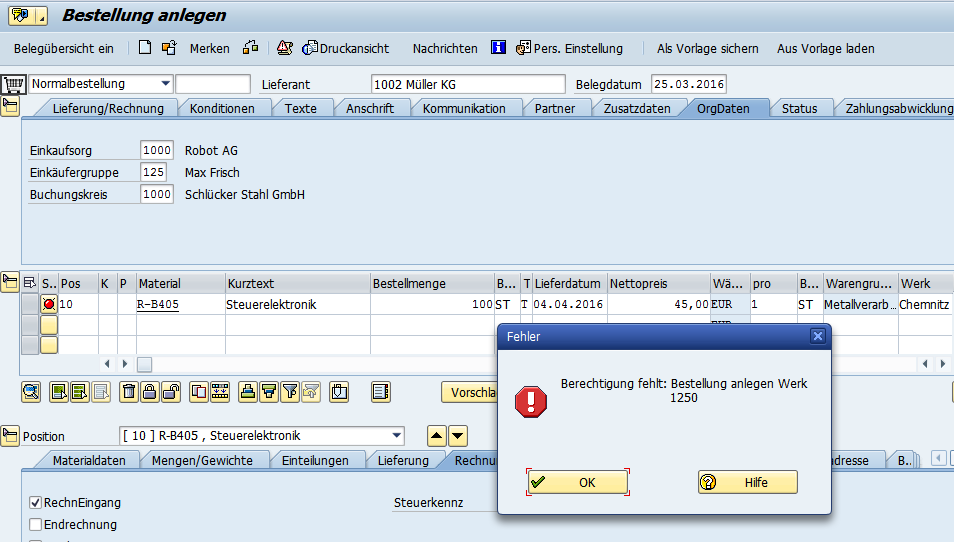 Bestellung anlegen
Belegübersicht ein Merken Druckansicht Nachrichten Pers. Einstellung Als Vorlage sichern Aus Vorlage laden
Normalbestellung Lieferant 1002 Müller KG Belegdatum 25.03.2016
Lieferung/Rechnung Konditionen Texte Anschrift Kommunikation Partner Zusatzdaten OrgDaten Status Zahlungsabwicklung
Einkaufsorg 1000 Robot AG
Einkäufergruppe 125 Max Frisch
Buchungskreis 1000 Schlücker Stahl GmbH
S.. Pos K P Material Kurztext Bestellmenge B... T Lieferdatum Nettopreis Wä... pro B... Warengru... Werk
10 R-B405 Steuerelektronik 100 ST T 04.04.2016 45,00 EUR 1 ST Metallverarb... Chemnitz
Fehler
Berechtigung fehlt: Bestellung anlegen Werk
1250
OK Hilfe
Vorschla
Position [ 10 ] R-B405 , Steuerelektronik
Materialdaten Mengen/Gewichte Einteilungen Lieferung Rechnu adresse B..
RechnEingang Steuerkennz
Endrechnung